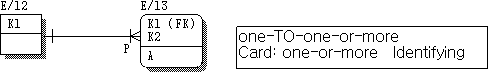 E/12
E/13
K1
K1 (FK)
K2
P
A
one-TO-one-or-more
Card: one-or-more Identifying